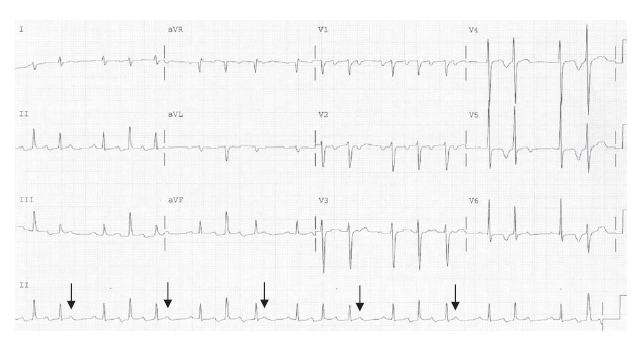 I aVR V1 V4
II aVL V2 V5
III aVF V3 V6
II